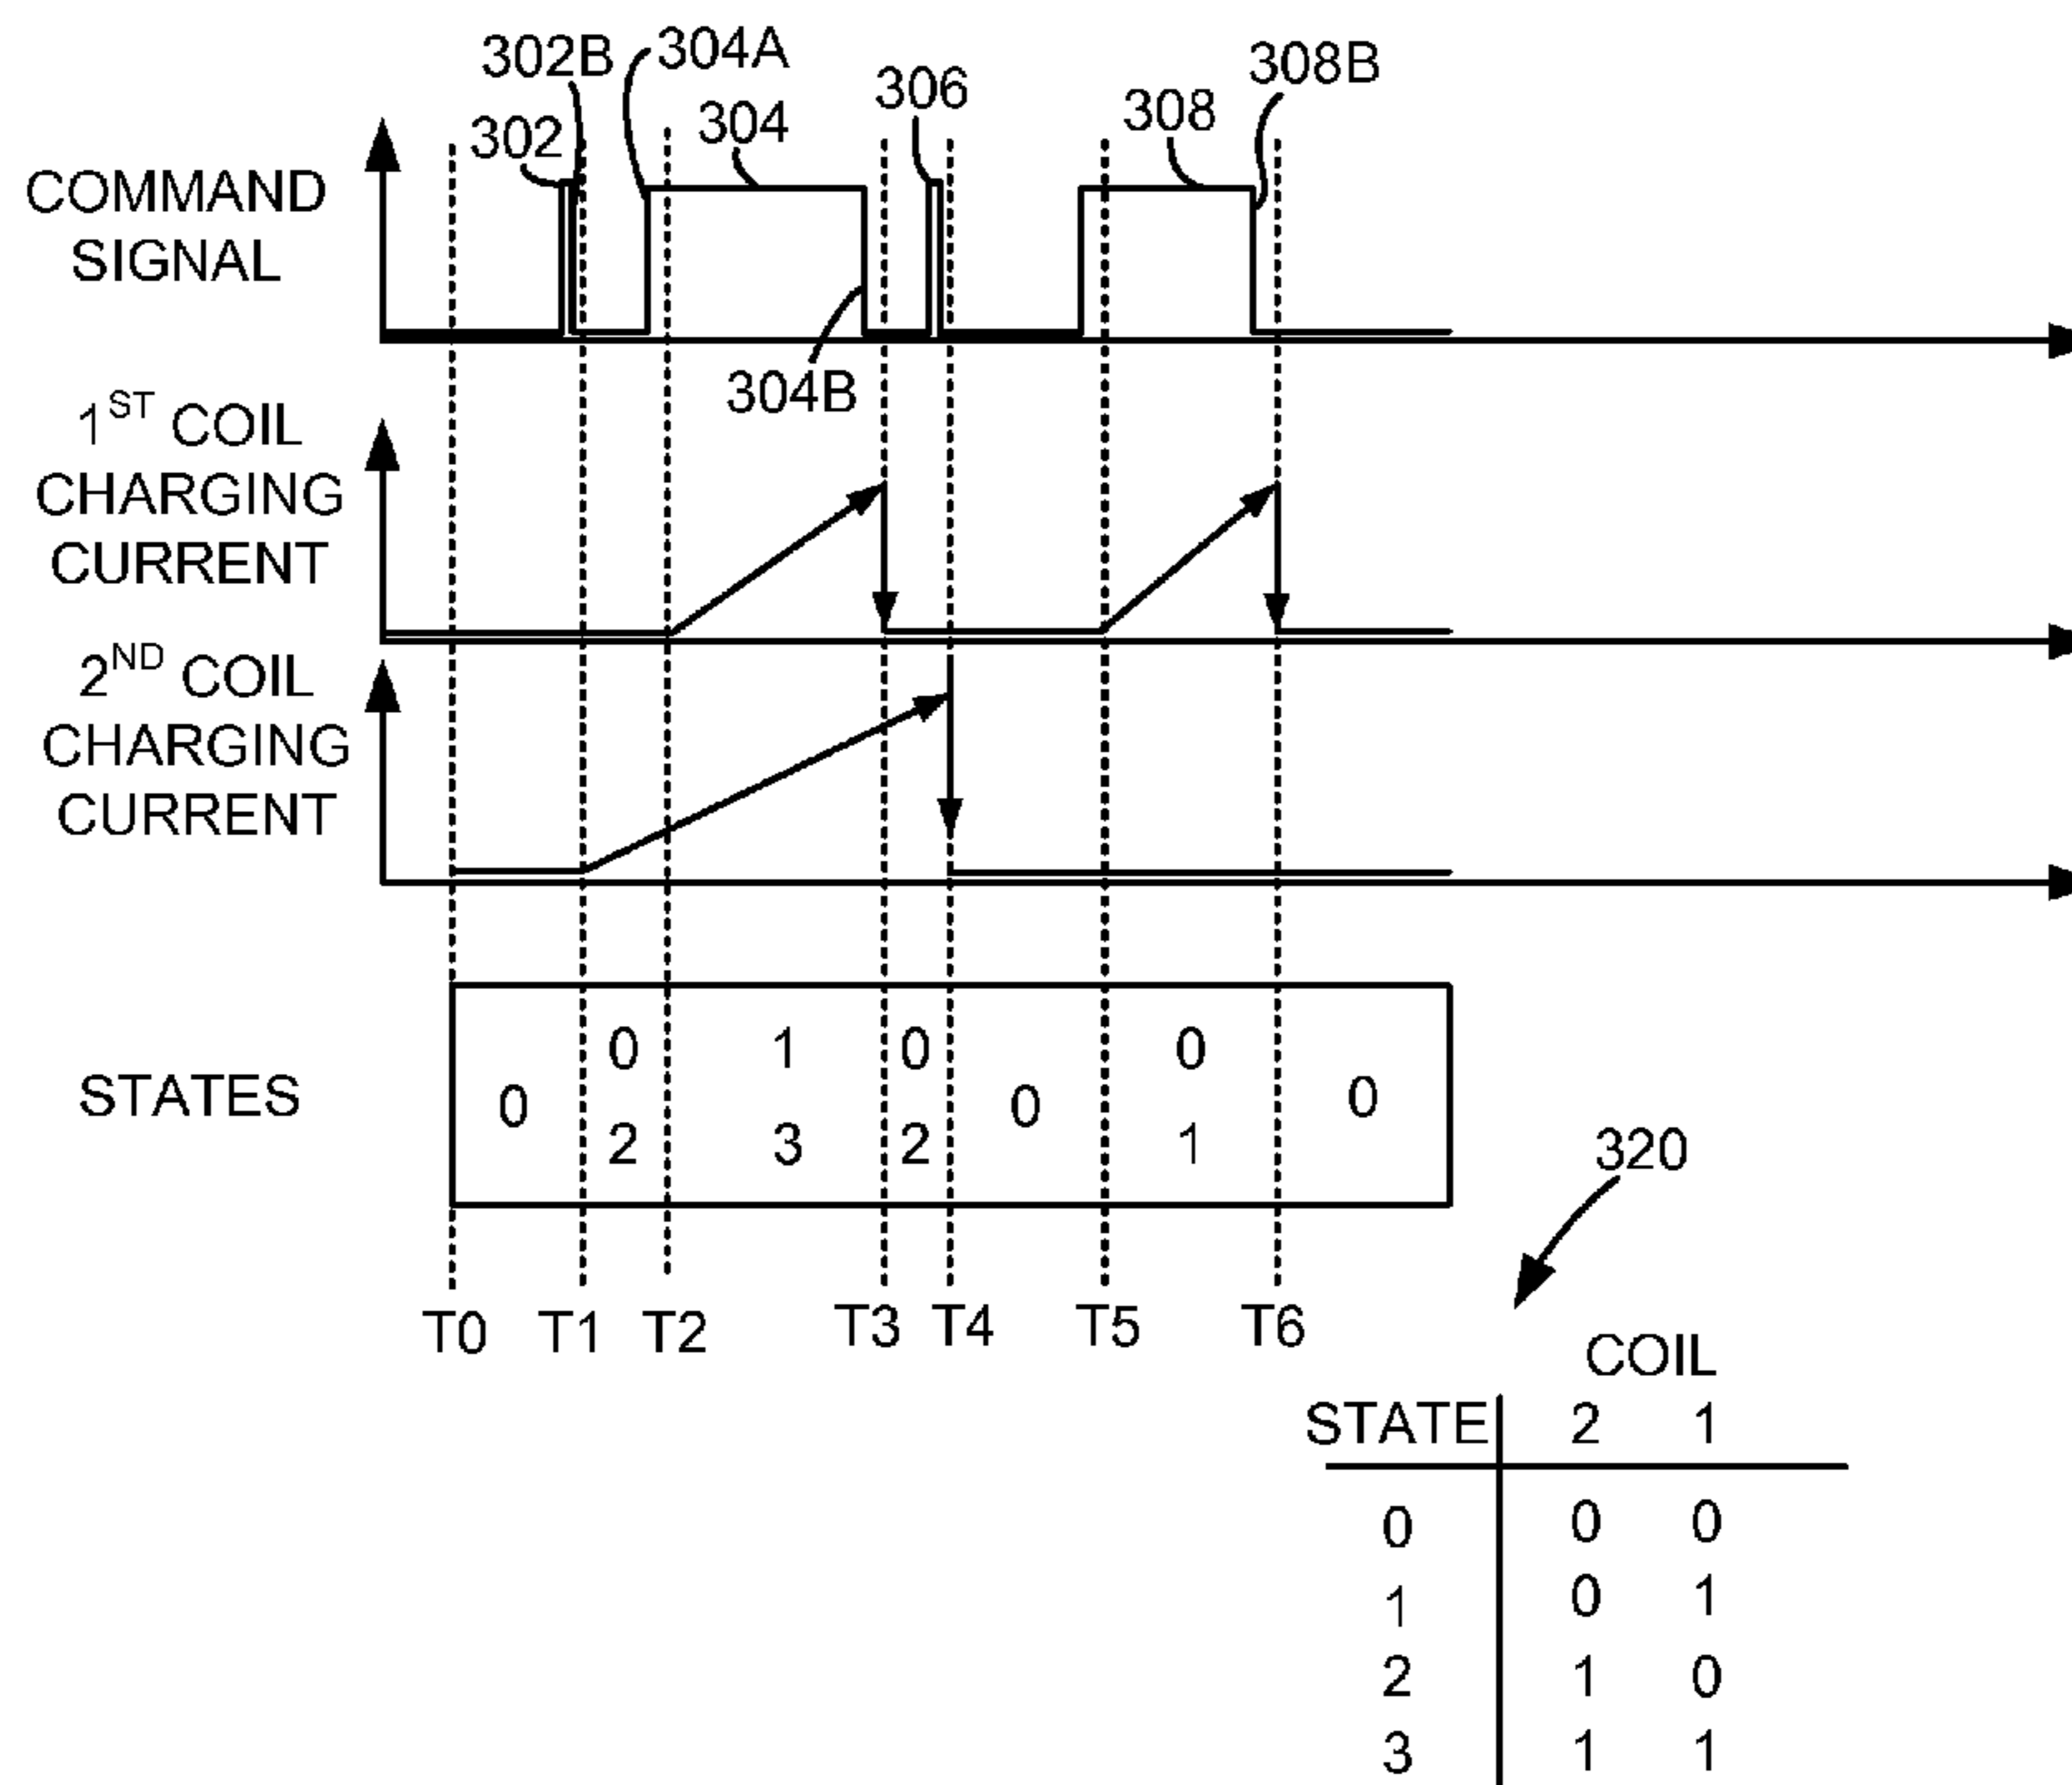 302B
304A
306
308B
302
304
308
COMMAND
SIGNAL
304B
1ST COIL
CHARGING
CURRENT
2ND COIL
CHARGING
CURRENT
STATES
0 0 1 0 0 0 0
2 3 2 1
T0 T1 T2 T3 T4 T5 T6
320
COIL
STATE 2 1
0 0 0
1 0 1
2 1 0
3 1 1